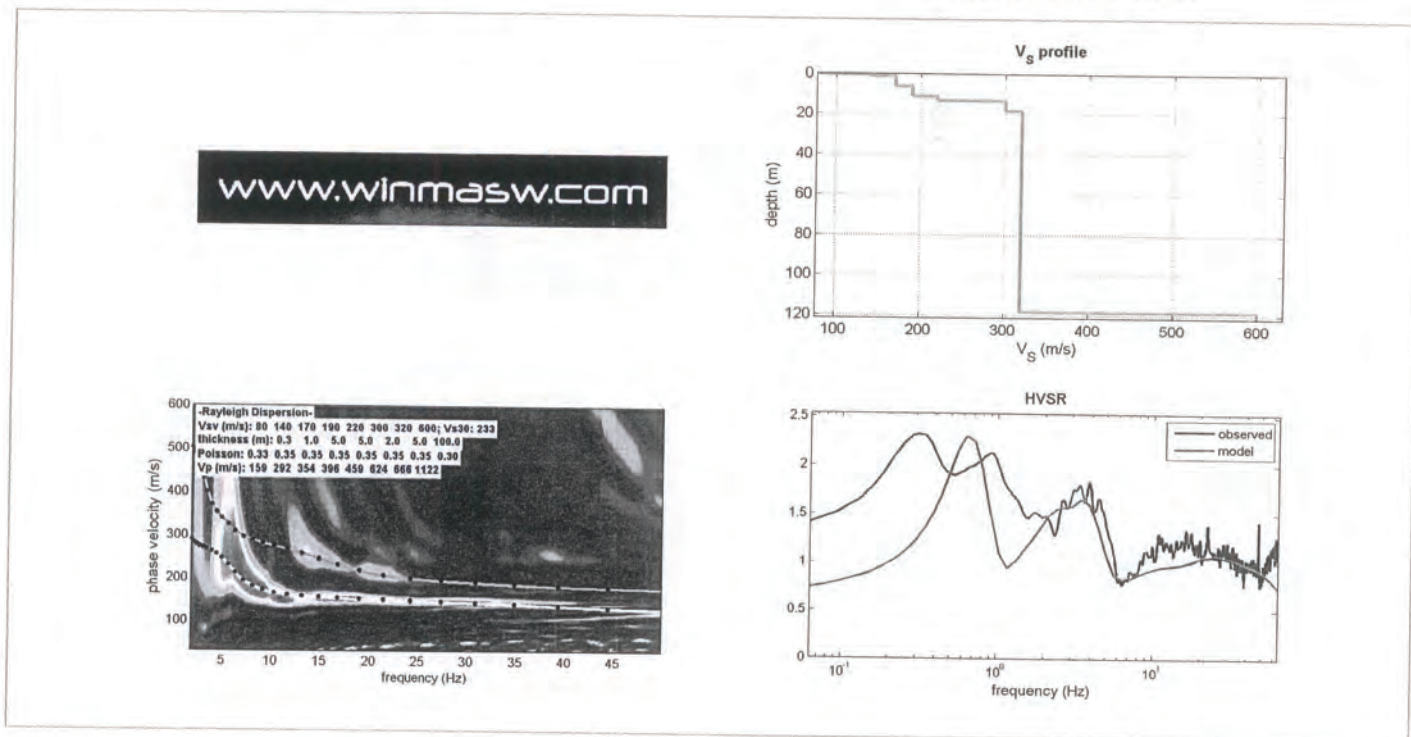 www.winmasw.com
V_S profile
depth (m)
0
20
40
60
80
100
120
100 200 300 400 500 600
V_S (m/s)
-Rayleigh Dispersion-
Vsv (m/s): 80 140 170 190 220 300 320 600; Vs30: 233
thickness (m): 0.3 1.0 5.0 5.0 2.0 5.0 100.0
Poisson: 0.33 0.35 0.35 0.35 0.35 0.35 0.35 0.30
Vp (m/s): 159 292 354 396 459 624 666 1122
phase velocity (m/s)
600
500
400
300
200
100
5 10 15 20 25 30 35 40 45
frequency (Hz)
HVSR
observed
model
2.5
2
1.5
1
0.5
0
10⁻¹ 10⁰ 10¹
frequency (Hz)